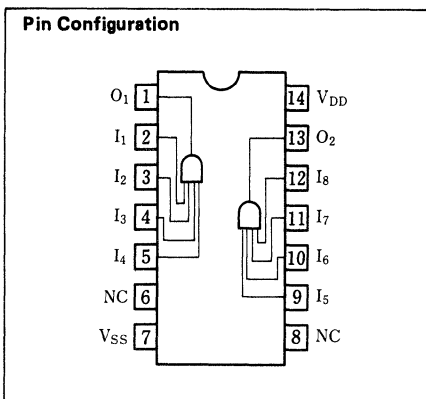 Pin Configuration
O1 1 14 VDD
I1 2 13 O2
I2 3 12 I8
I3 4 11 I7
I4 5 10 I6
NC 6 9 I5
VSS 7 8 NC